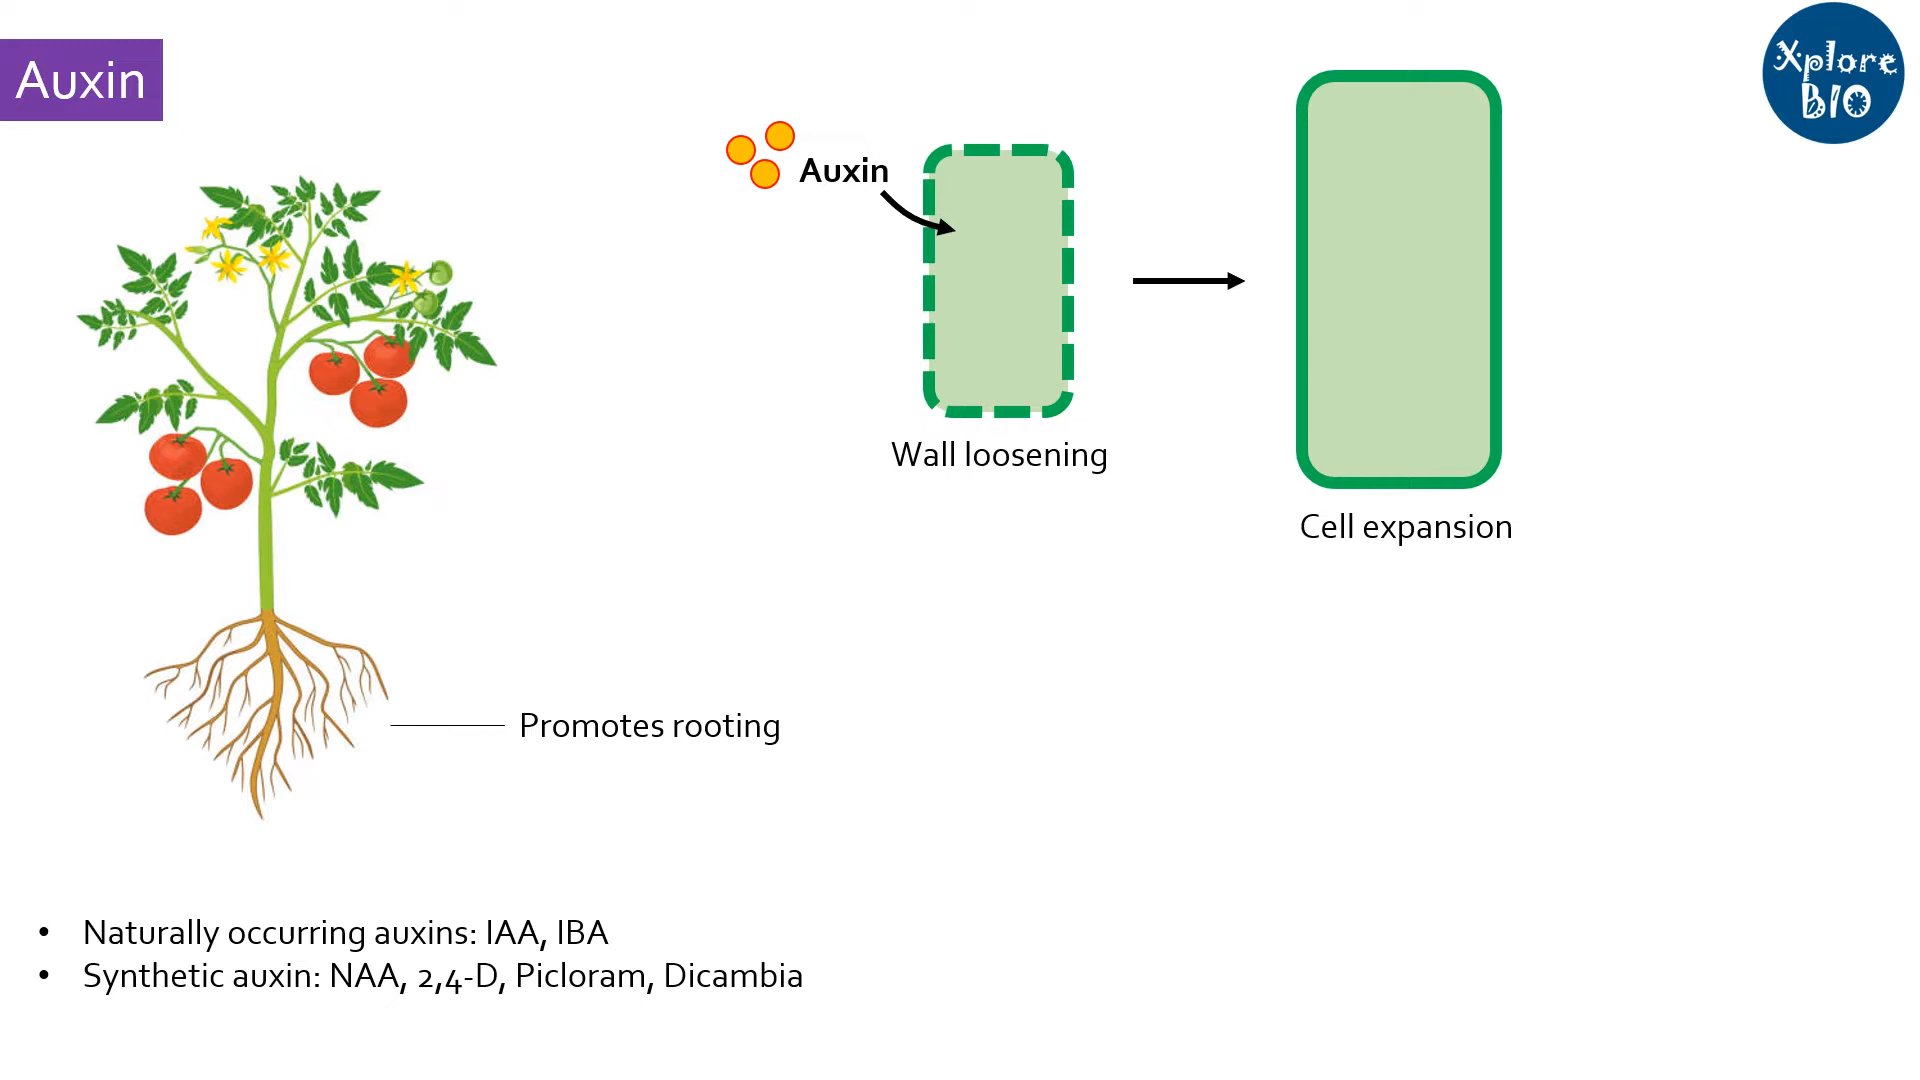 Auxin
Xplore
BIO
Auxin
Wall loosening
Cell expansion
Promotes rooting
• Naturally occurring auxins: IAA, IBA
• Synthetic auxin: NAA, 2,4-D, Picloram, Dicambia